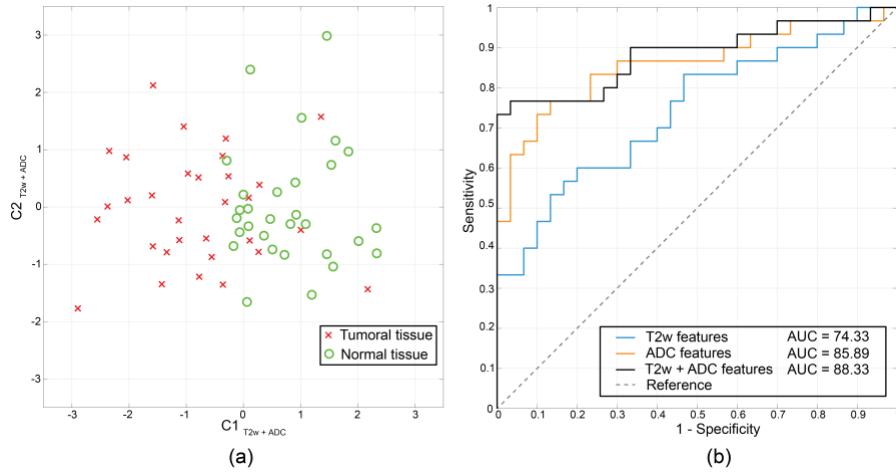 3
2
1
0
-1
-2
-3
-3
-2
-1
0
1
2
3
C2 T2w + ADC
C1 T2w + ADC
Tumoral tissue
Normal tissue
(a)
1
0.9
0.8
0.7
0.6
0.5
0.4
0.3
0.2
0.1
0
0.1
0.2
0.3
0.4
0.5
0.6
0.7
0.8
0.9
Sensitivity
1 - Specificity
T2w features AUC = 74.33
ADC features AUC = 85.89
T2w + ADC features AUC = 88.33
Reference
(b)